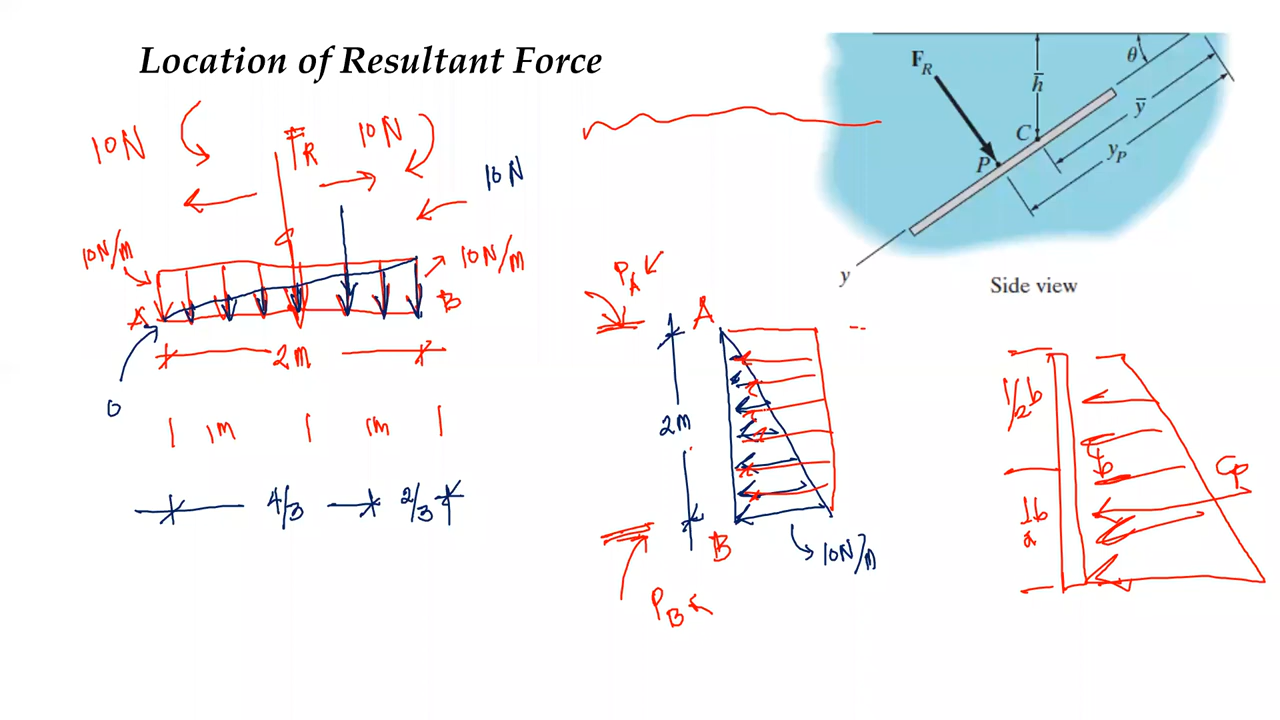 Location of Resultant Force
10N
F_R
10N
10N
10N/m
10N/m
A
B
2m
0
1m
1m
4/3
2/3
P_A
A
2m
B
10N/m
P_B
F_R
h̄
θ
C
ȳ
P
y_P
y
Side view
1/2 b
Cp